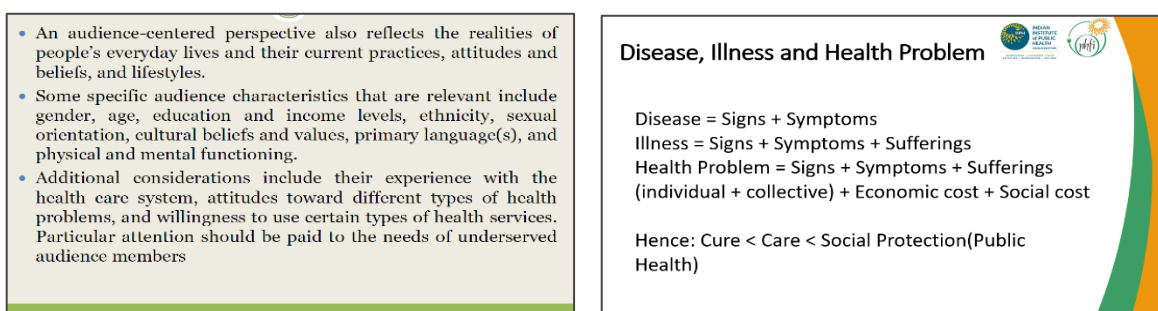 • An audience-centered perspective also reflects the realities of
people's everyday lives and their current practices, attitudes and
beliefs, and lifestyles.
• Some specific audience characteristics that are relevant include
gender, age, education and income levels, ethnicity, sexual
orientation, cultural beliefs and values, primary language(s), and
physical and mental functioning.
• Additional considerations include their experience with the
health care system, attitudes toward different types of health
problems, and willingness to use certain types of health services.
Particular attention should be paid to the needs of underserved
audience members
Disease, Illness and Health Problem
INDIAN
INSTITUTE
of PUBLIC
HEALTH
phfi
Disease = Signs + Symptoms
Illness = Signs + Symptoms + Sufferings
Health Problem = Signs + Symptoms + Sufferings
(individual + collective) + Economic cost + Social cost
Hence: Cure < Care < Social Protection(Public
Health)